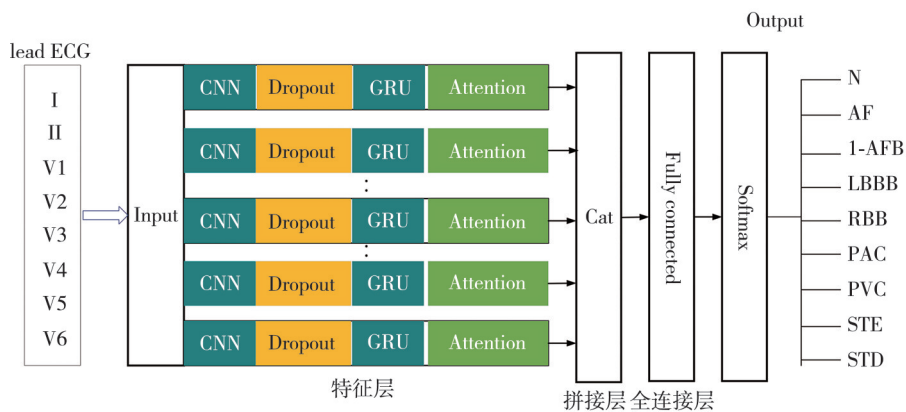 Output
lead ECG
I
II
V1
V2
V3
V4
V5
V6
Input
CNN Dropout GRU Attention
CNN Dropout GRU Attention
⋮
CNN Dropout GRU Attention
⋮
CNN Dropout GRU Attention
CNN Dropout GRU Attention
特征层
Cat
拼接层
Fully connected
全连接层
Softmax
N
AF
1-AFB
LBBB
RBB
PAC
PVC
STE
STD